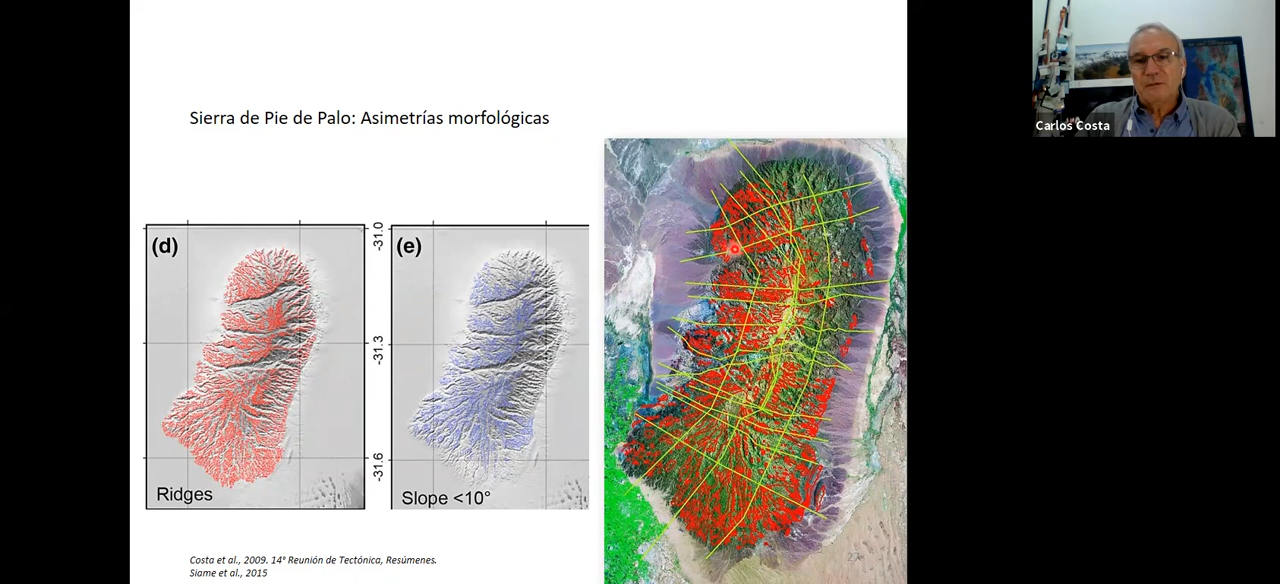 Sierra de Pie de Palo: Asimetrías morfológicas
Carlos Costa
(d)
Ridges
-31.0
-31.3
-31.6
(e)
Slope <10°
Costa et al., 2009. 14ª Reunión de Tectónica, Resúmenes.
Siame et al., 2015